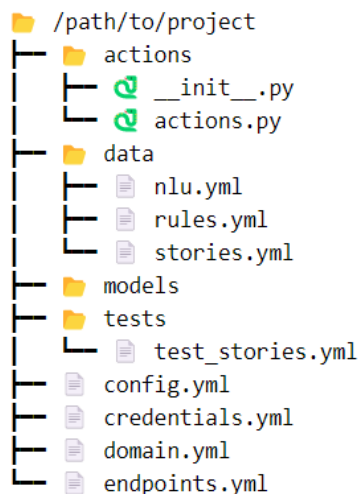 /path/to/project
actions
__init__.py
actions.py
data
nlu.yml
rules.yml
stories.yml
models
tests
test_stories.yml
config.yml
credentials.yml
domain.yml
endpoints.yml